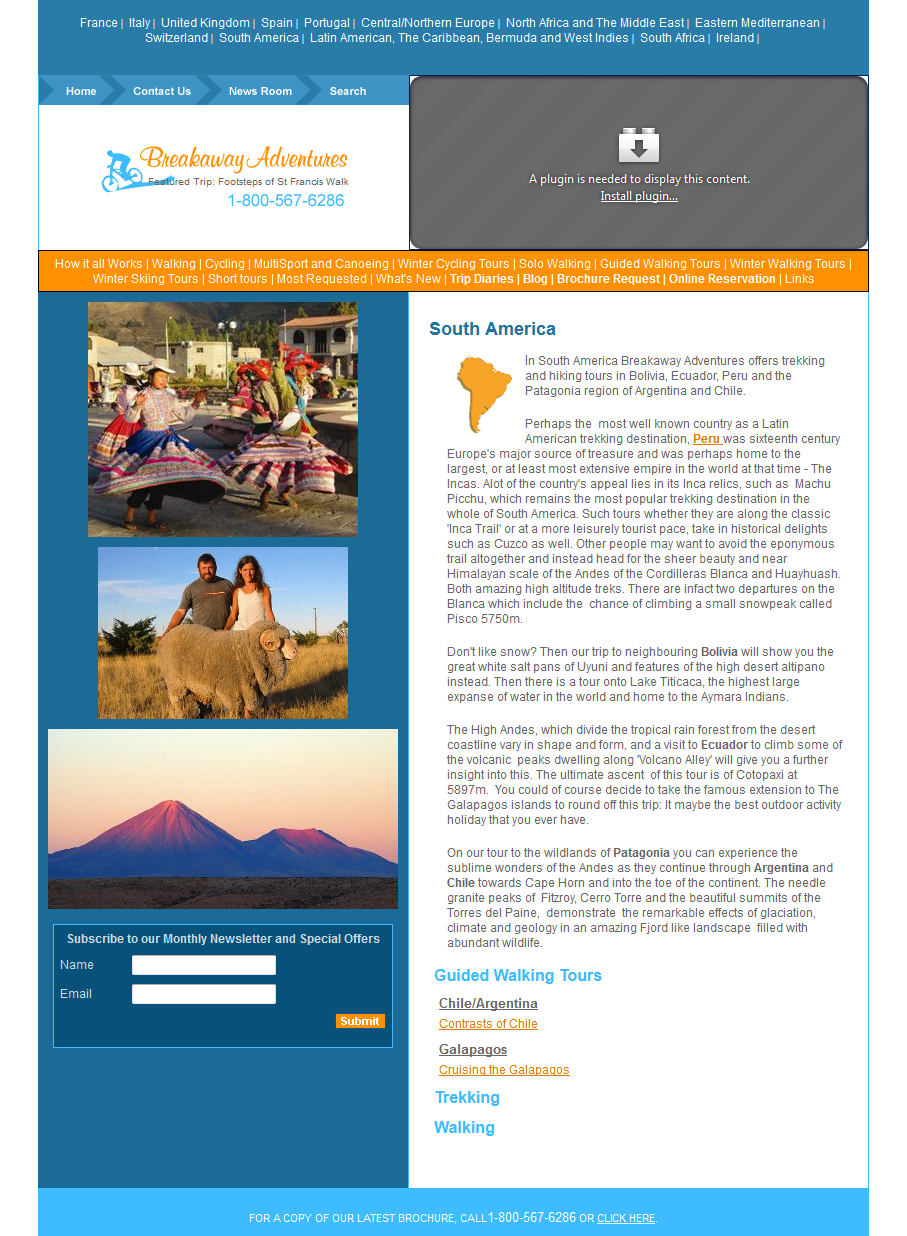 France | Italy | United Kingdom | Spain | Portugal | Central/Northern Europe | North Africa and The Middle East | Eastern Mediterranean |
Switzerland | South America | Latin American, The Caribbean, Bermuda and West Indies | South Africa | Ireland |
Home Contact Us News Room Search
Breakaway Adventures
Featured Trip: Footsteps of St Francis Walk
1-800-567-6286
A plugin is needed to display this content.
Install plugin...
How it all Works | Walking | Cycling | MultiSport and Canoeing | Winter Cycling Tours | Solo Walking | Guided Walking Tours | Winter Walking Tours |
Winter Skiing Tours | Short tours | Most Requested | What's New | Trip Diaries | Blog | Brochure Request | Online Reservation | Links
Subscribe to our Monthly Newsletter and Special Offers
Name
Email
Submit
South America
In South America Breakaway Adventures offers trekking
and hiking tours in Bolivia, Ecuador, Peru and the
Patagonia region of Argentina and Chile.
Perhaps the most well known country as a Latin
American trekking destination, Peru was sixteenth century
Europe's major source of treasure and was perhaps home to the
largest, or at least most extensive empire in the world at that time - The
Incas. Alot of the country's appeal lies in its Inca relics, such as Machu
Picchu, which remains the most popular trekking destination in the
whole of South America. Such tours whether they are along the classic
'Inca Trail' or at a more leisurely tourist pace, take in historical delights
such as Cuzco as well. Other people may want to avoid the eponymous
trail altogether and instead head for the sheer beauty and near
Himalayan scale of the Andes of the Cordilleras Blanca and Huayhuash.
Both amazing high altitude treks. There are infact two departures on the
Blanca which include the chance of climbing a small snowpeak called
Pisco 5750m.
Don't like snow? Then our trip to neighbouring Bolivia will show you the
great white salt pans of Uyuni and features of the high desert altipano
instead. Then there is a tour onto Lake Titicaca, the highest large
expanse of water in the world and home to the Aymara Indians.
The High Andes, which divide the tropical rain forest from the desert
coastline vary in shape and form, and a visit to Ecuador to climb some of
the volcanic peaks dwelling along 'Volcano Alley' will give you a further
insight into this. The ultimate ascent of this tour is of Cotopaxi at
5897m. You could of course decide to take the famous extension to The
Galapagos islands to round off this trip: It maybe the best outdoor activity
holiday that you ever have.
On our tour to the wildlands of Patagonia you can experience the
sublime wonders of the Andes as they continue through Argentina and
Chile towards Cape Horn and into the toe of the continent. The needle
granite peaks of Fitzroy, Cerro Torre and the beautiful summits of the
Torres del Paine, demonstrate the remarkable effects of glaciation,
climate and geology in an amazing Fjord like landscape filled with
abundant wildlife.
Guided Walking Tours
Chile/Argentina
Contrasts of Chile
Galapagos
Cruising the Galapagos
Trekking
Walking
FOR A COPY OF OUR LATEST BROCHURE, CALL1-800-567-6286 OR CLICK HERE.